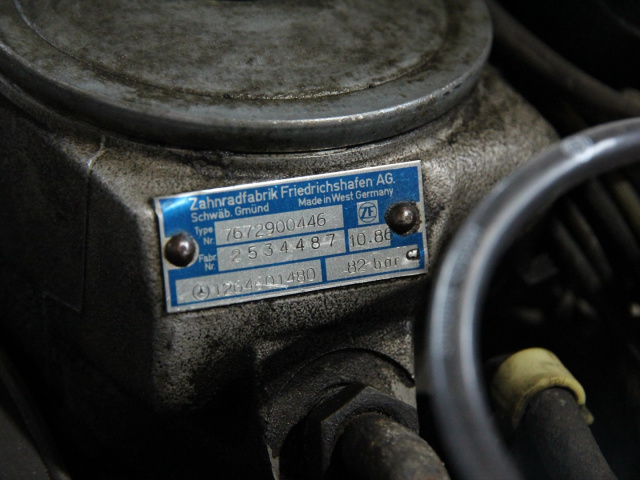 Zahnradfabrik Friedrichshafen AG.
Schwäb. Gmünd Made in West Germany
Type Nr. 7672900446 ZF
Fabr. Nr. 2534487 10.86
82 bar